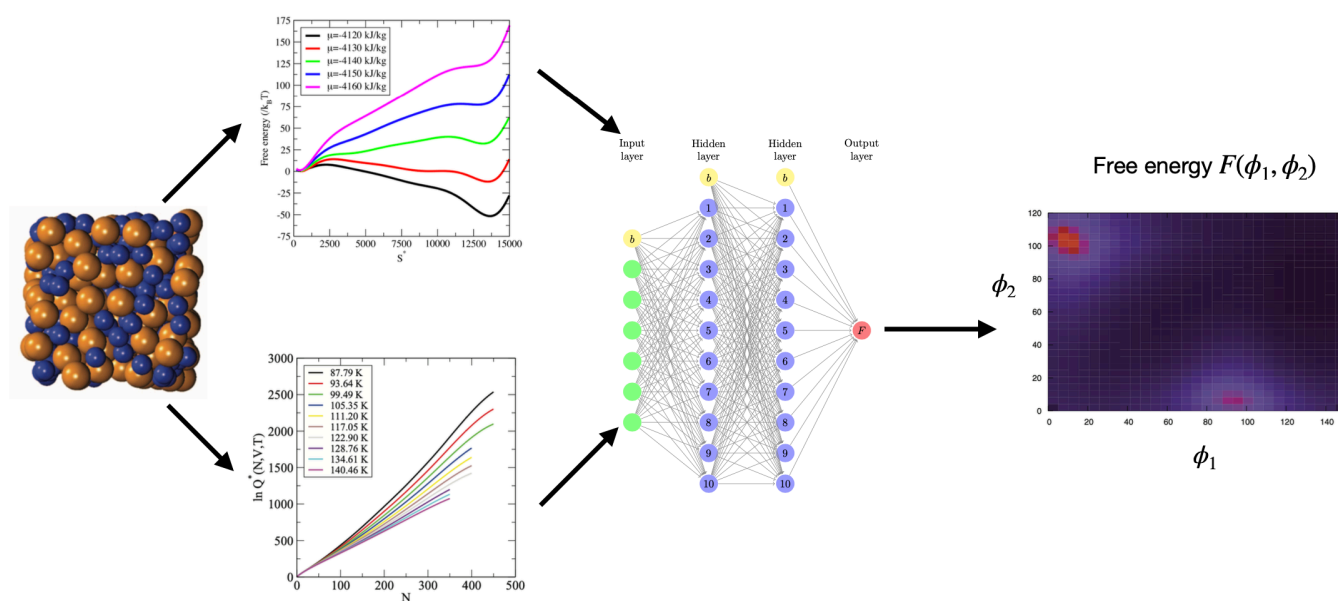 175
150
125
100
75
50
25
0
-25
-50
-75
Free energy (/k_BT)
μ=-4120 kJ/kg
μ=-4130 kJ/kg
μ=-4140 kJ/kg
μ=-4150 kJ/kg
μ=-4160 kJ/kg
0 2500 5000 7500 10000 12500 15000
S*
3000
2500
2000
1500
1000
500
0
ln Q*(N,V,T)
87.79 K
93.64 K
99.49 K
105.35 K
111.20 K
117.05 K
122.90 K
128.76 K
134.61 K
140.46 K
0 100 200 300 400 500
N
Input
layer
Hidden
layer
Hidden
layer
Output
layer
b
b
b
1 1
2 2
3 3
4 4
5 5
6 6
7 7
8 8
9 9
10 10
F
Free energy F(ϕ₁, ϕ₂)
120
100
80
60
40
20
0
ϕ₂
0 20 40 60 80 100 120 140
ϕ₁